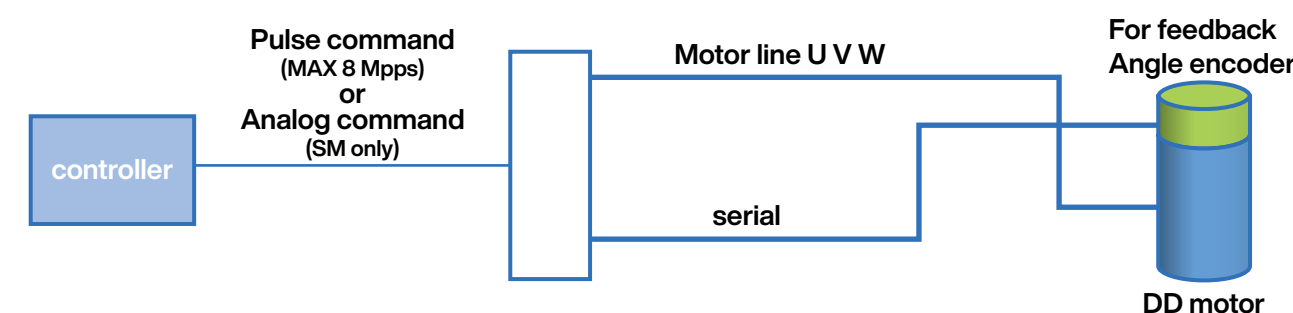 Pulse command
(MAX 8 Mpps)
or
Analog command
(SM only)
controller
Motor line U V W
serial
For feedback
Angle encoder
DD motor